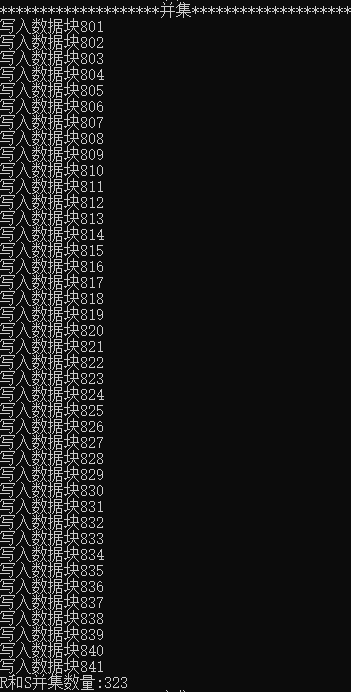 ********************并集********************
写入数据块801
写入数据块802
写入数据块803
写入数据块804
写入数据块805
写入数据块806
写入数据块807
写入数据块808
写入数据块809
写入数据块810
写入数据块811
写入数据块812
写入数据块813
写入数据块814
写入数据块815
写入数据块816
写入数据块817
写入数据块818
写入数据块819
写入数据块820
写入数据块821
写入数据块822
写入数据块823
写入数据块824
写入数据块825
写入数据块826
写入数据块827
写入数据块828
写入数据块829
写入数据块830
写入数据块831
写入数据块832
写入数据块833
写入数据块834
写入数据块835
写入数据块836
写入数据块837
写入数据块838
写入数据块839
写入数据块840
写入数据块841
R和S并集数量:323